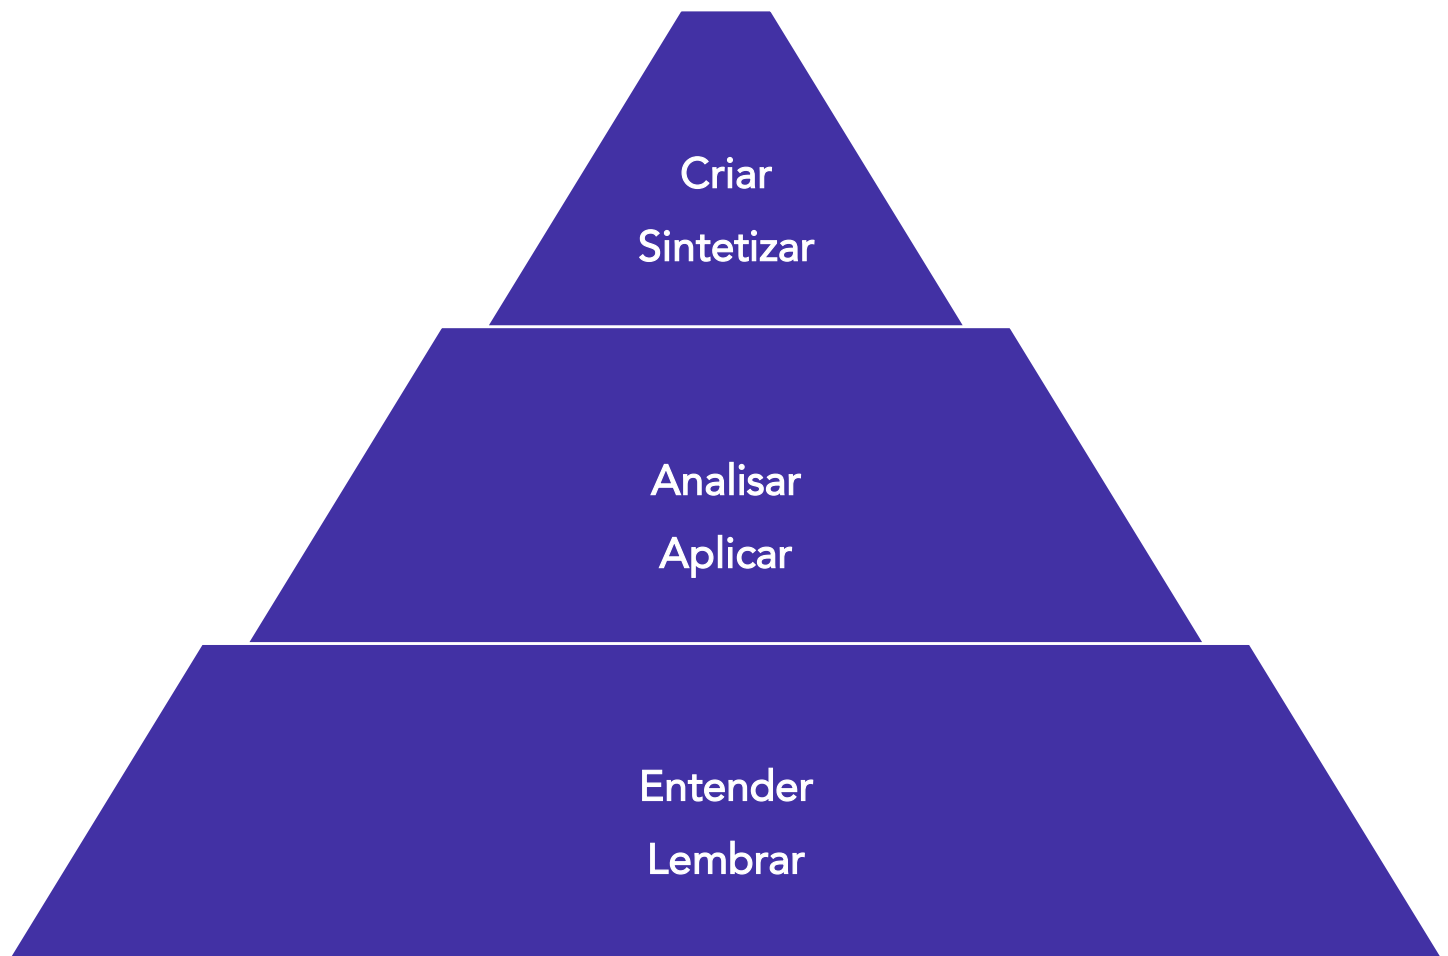 Criar
Sintetizar
Analisar
Aplicar
Entender
Lembrar